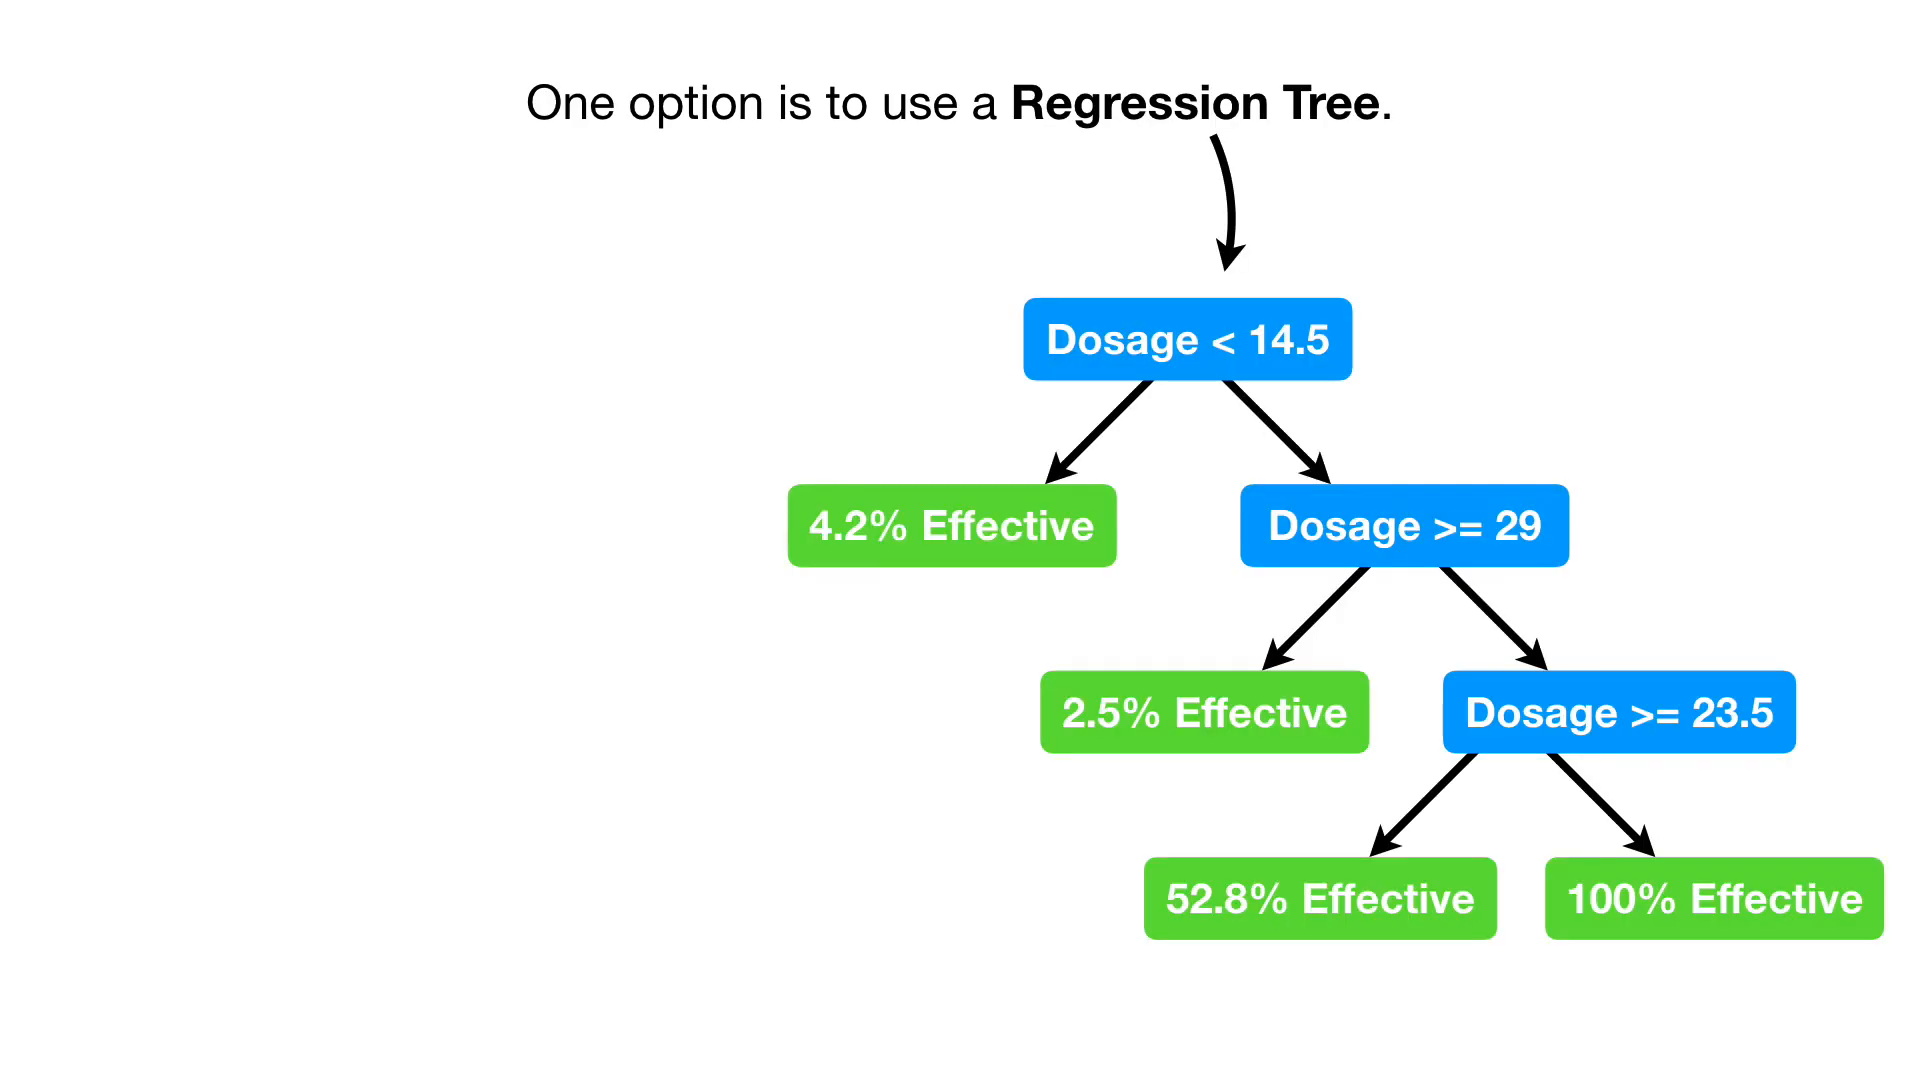 One option is to use a Regression Tree.
Dosage < 14.5
4.2% Effective
Dosage >= 29
2.5% Effective
Dosage >= 23.5
52.8% Effective
100% Effective